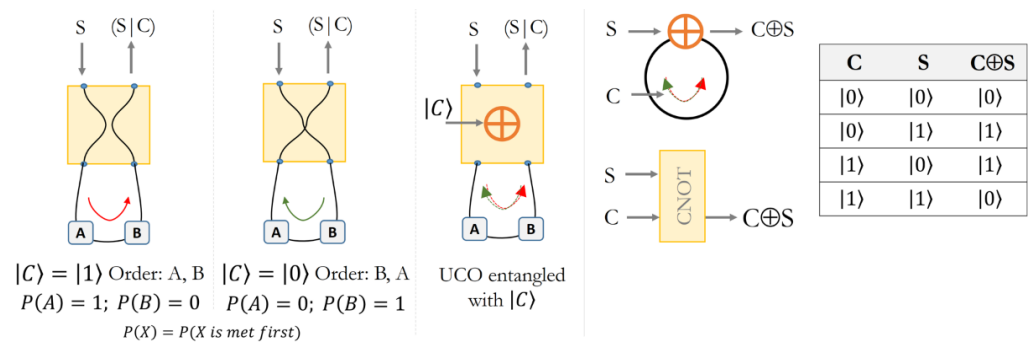 S (S|C)
A B
|C⟩ = |1⟩ Order: A, B
P(A) = 1; P(B) = 0
S (S|C)
A B
|C⟩ = |0⟩ Order: B, A
P(A) = 0; P(B) = 1
P(X) = P(X is met first)
S (S|C)
|C⟩ ⊕
A B
UCO entangled
with |C⟩
S ⊕ C⊕S
C
S
C CNOT C⊕S
C S C⊕S
|0⟩ |0⟩ |0⟩
|0⟩ |1⟩ |1⟩
|1⟩ |0⟩ |1⟩
|1⟩ |1⟩ |0⟩